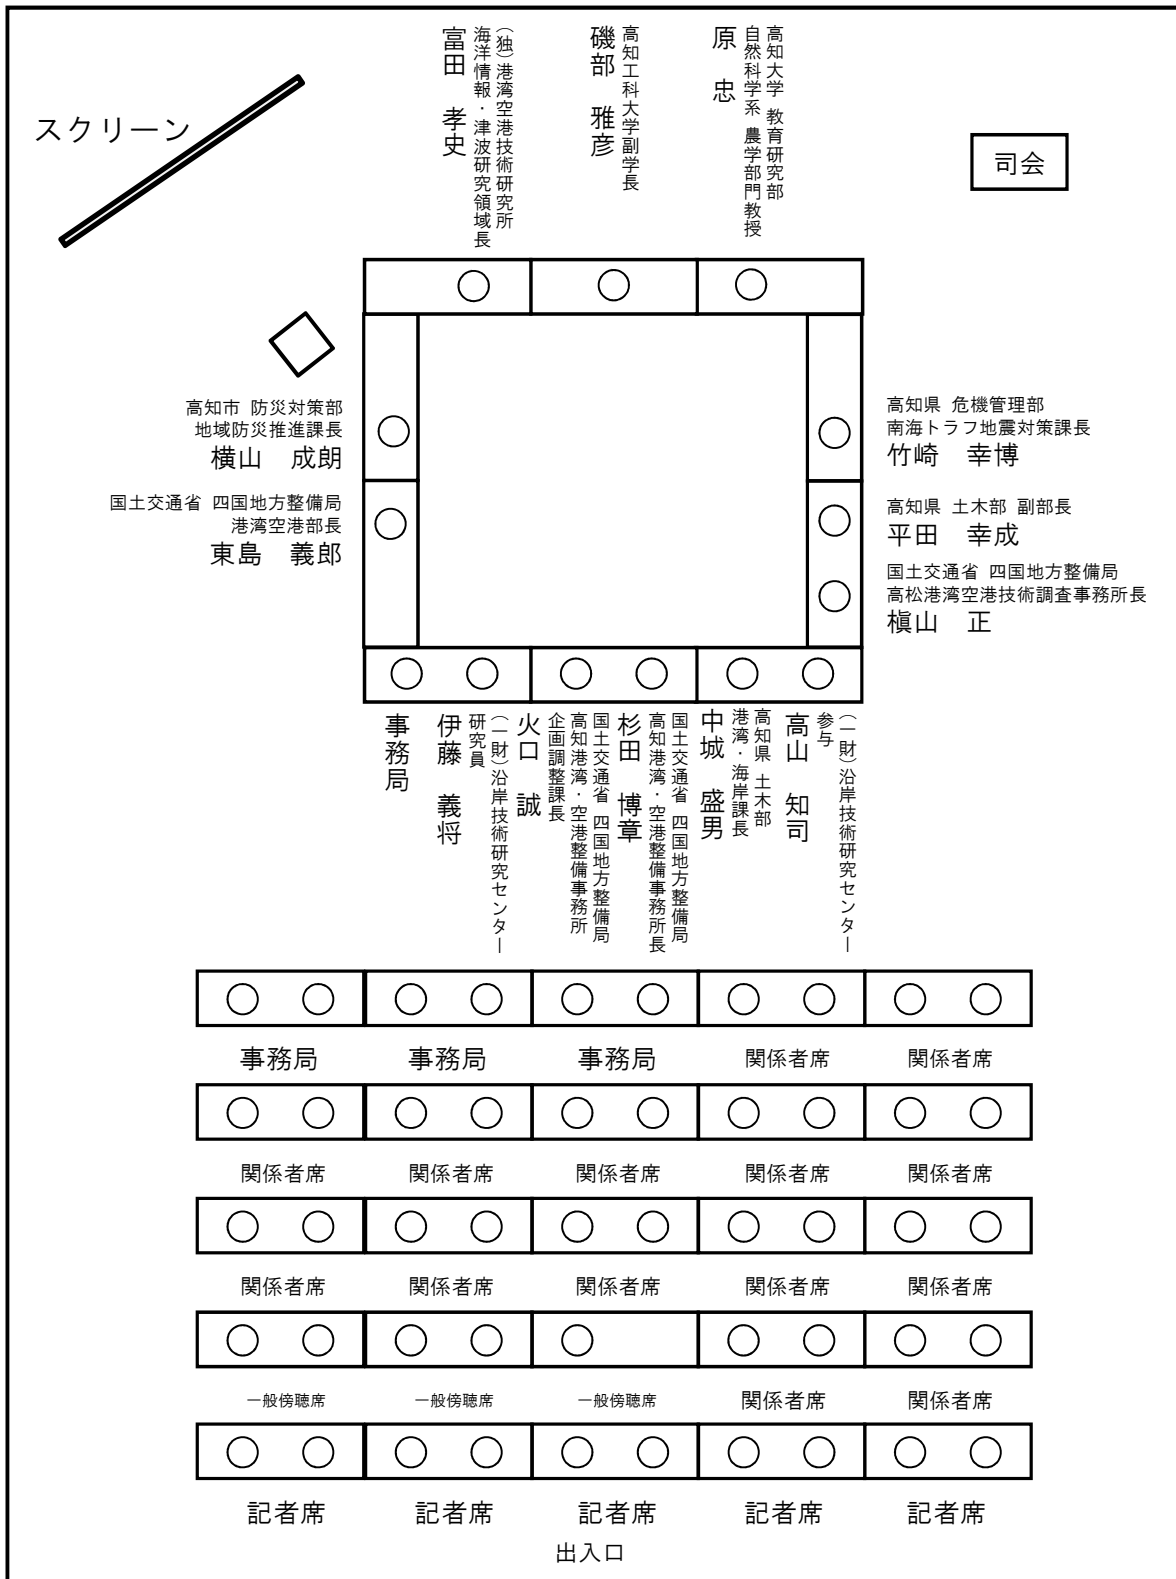 スクリーン
（独）港湾空港技術研究所
海洋情報・津波研究領域長
富田　孝史
高知工科大学副学長
磯部　雅彦
高知大学 教育研究部
自然科学系 農学部門教授
原　忠
司会
高知市 防災対策部
地域防災推進課長
横山　成朗
国土交通省 四国地方整備局
港湾空港部長
東島　義郎
高知県 危機管理部
南海トラフ地震対策課長
竹崎　幸博
高知県 土木部 副部長
平田　幸成
国土交通省 四国地方整備局
高松港湾空港技術調査事務所長
槇山　正
事務局
（一財）沿岸技術研究センター
研究員
伊藤　義将
国土交通省 四国地方整備局
高知港湾・空港整備事務所
企画調整課長
火口　誠
国土交通省 四国地方整備局
高知港湾・空港整備事務所長
杉田　博章
高知県 土木部
港湾・海岸課長
中城　盛男
（一財）沿岸技術研究センター
参与
高山　知司
事務局 事務局 事務局 関係者席 関係者席
関係者席 関係者席 関係者席 関係者席 関係者席
関係者席 関係者席 関係者席 関係者席 関係者席
一般傍聴席 一般傍聴席 一般傍聴席 関係者席 関係者席
記者席 記者席 記者席 記者席 記者席
出入口